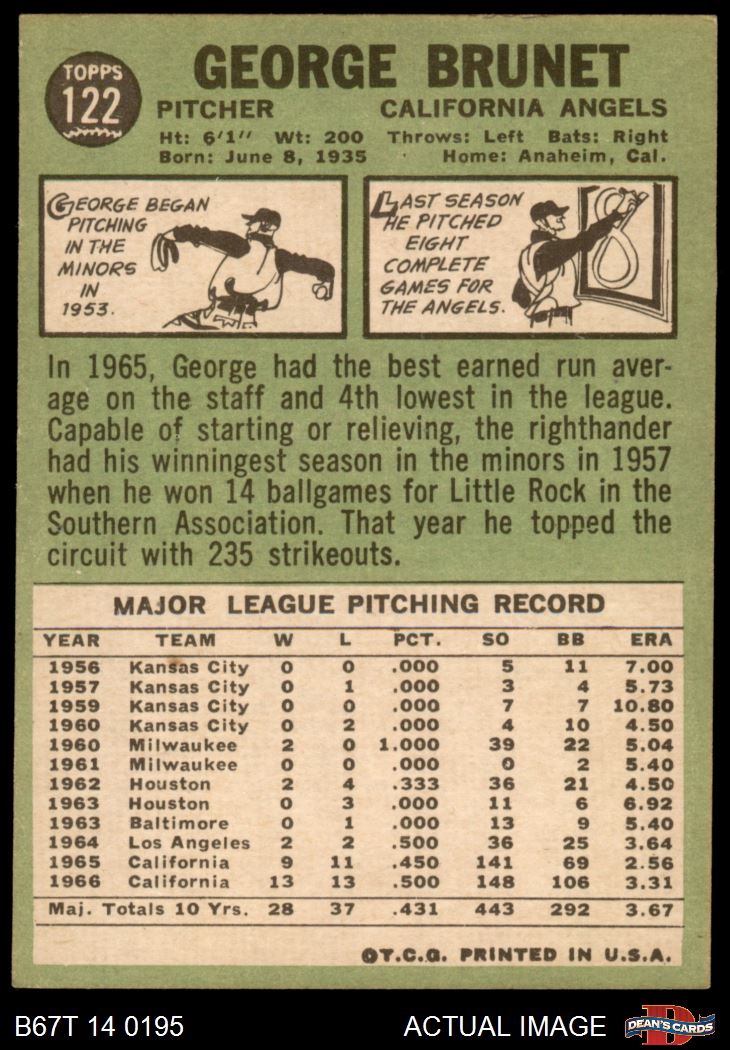 TOPPS
122
GEORGE BRUNET
PITCHER CALIFORNIA ANGELS
Ht: 6'1" Wt: 200 Throws: Left Bats: Right
Born: June 8, 1935 Home: Anaheim, Cal.
GEORGE BEGAN
PITCHING
IN THE
MINORS
IN
1953.
LAST SEASON
HE PITCHED
EIGHT
COMPLETE
GAMES FOR
THE ANGELS.
8
In 1965, George had the best earned run aver-
age on the staff and 4th lowest in the league.
Capable of starting or relieving, the righthander
had his winningest season in the minors in 1957
when he won 14 ballgames for Little Rock in the
Southern Association. That year he topped the
circuit with 235 strikeouts.
MAJOR LEAGUE PITCHING RECORD
YEAR TEAM W L PCT. SO BB ERA
1956 Kansas City 0 0 .000 5 11 7.00
1957 Kansas City 0 1 .000 3 4 5.73
1959 Kansas City 0 0 .000 7 7 10.80
1960 Kansas City 0 2 .000 4 10 4.50
1960 Milwaukee 2 0 1.000 39 22 5.04
1961 Milwaukee 0 0 .000 0 2 5.40
1962 Houston 2 4 .333 36 21 4.50
1963 Houston 0 3 .000 11 6 6.92
1963 Baltimore 0 1 .000 13 9 5.40
1964 Los Angeles 2 2 .500 36 25 3.64
1965 California 9 11 .450 141 69 2.56
1966 California 13 13 .500 148 106 3.31
Maj. Totals 10 Yrs. 28 37 .431 443 292 3.67
©T.C.G. PRINTED IN U.S.A.
B67T 14 0195 ACTUAL IMAGE
D
DEAN'S CARDS